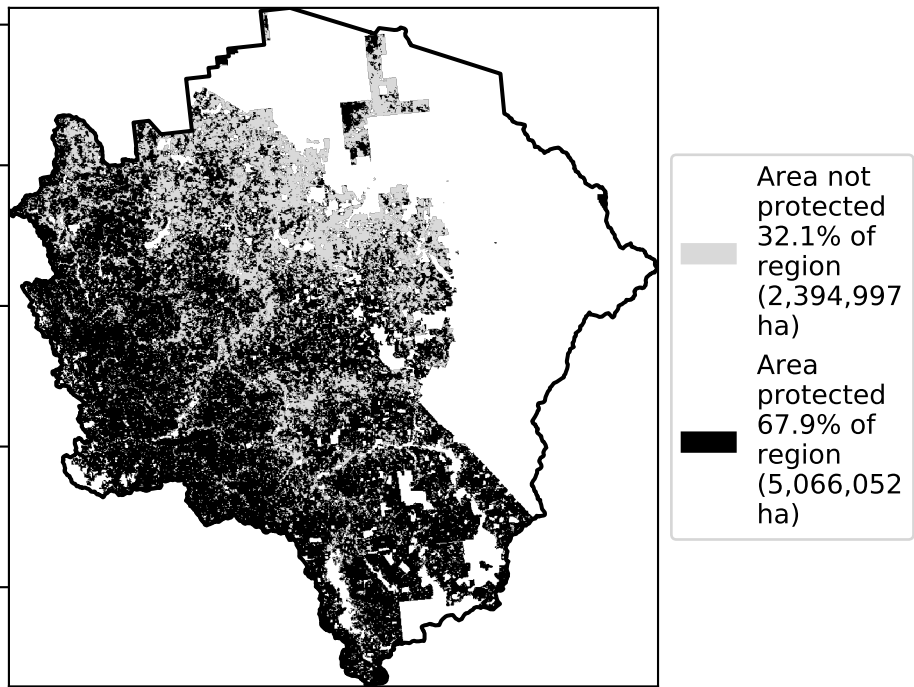 Area not
protected
32.1% of
region
(2,394,997
ha)
Area
protected
67.9% of
region
(5,066,052
ha)